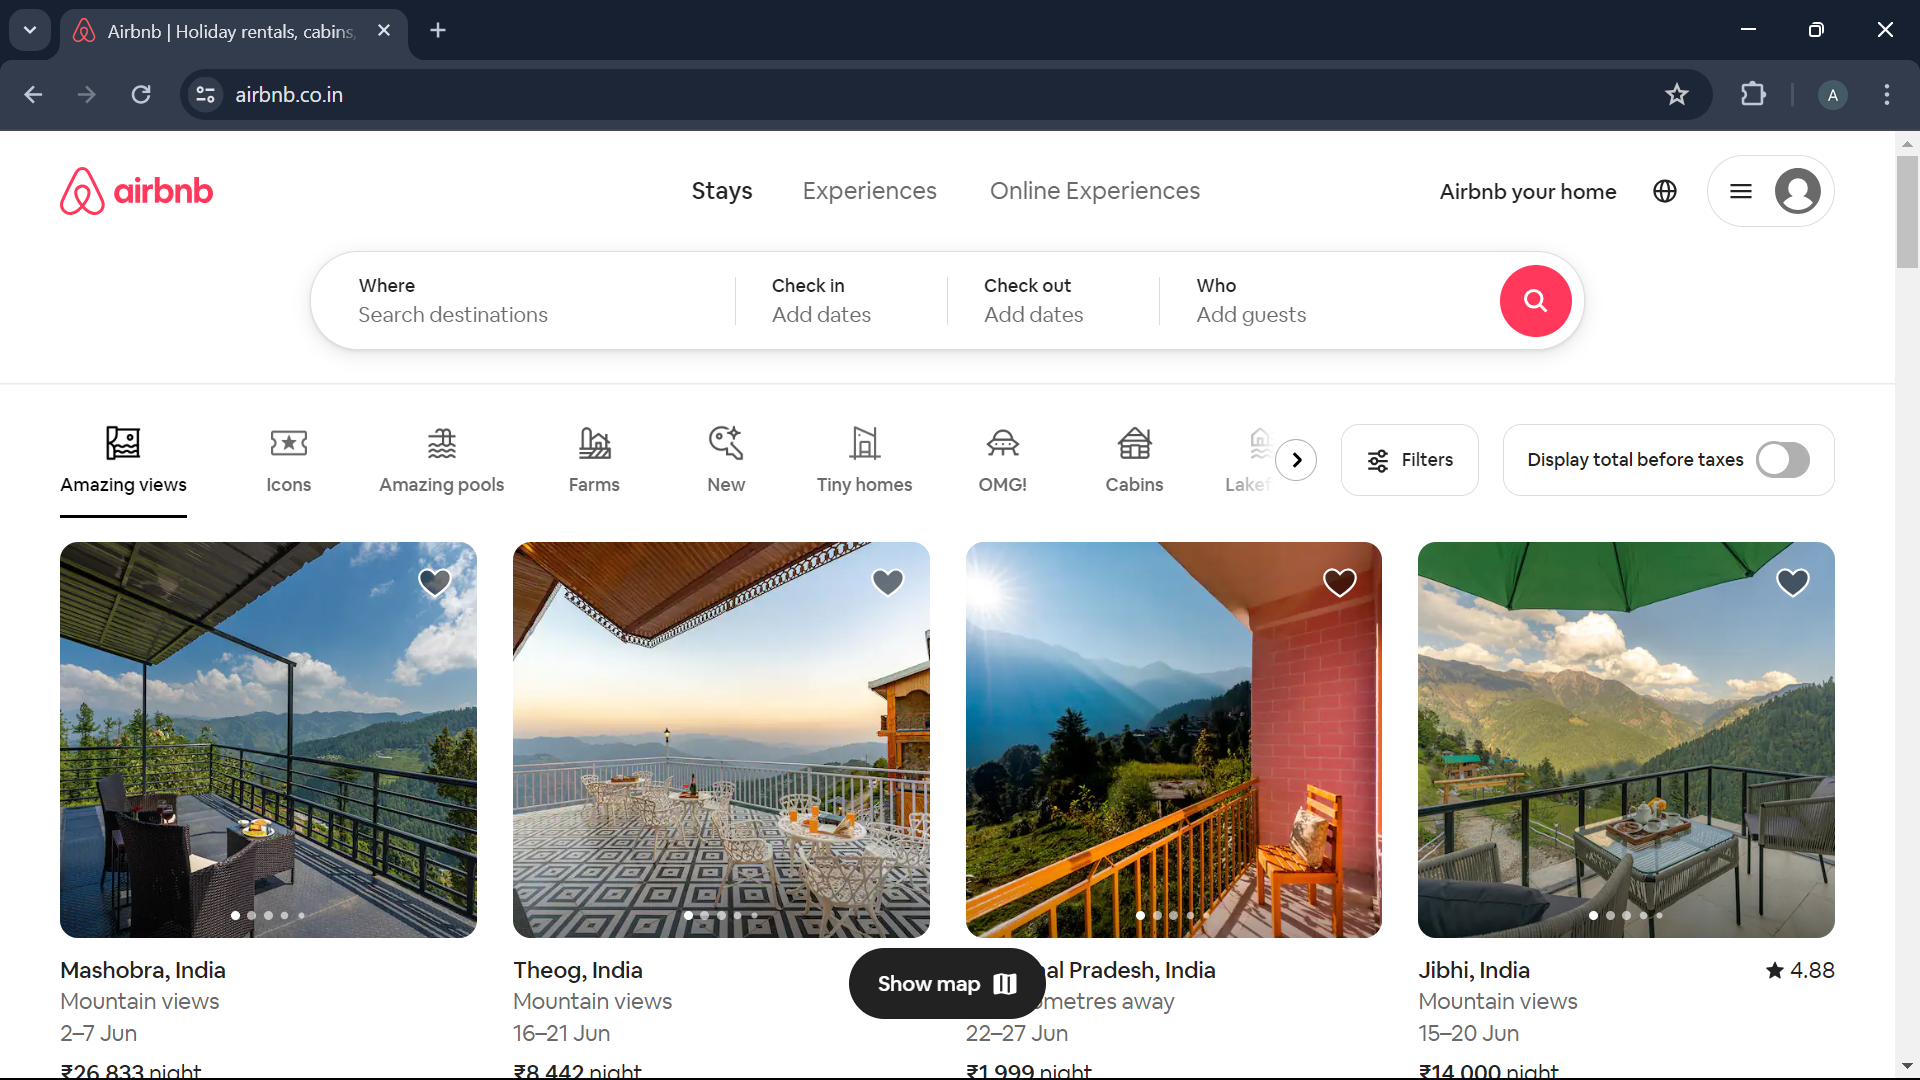 Airbnb | Holiday rentals, cabins,
airbnb.co.in
A
airbnb
Stays
Experiences
Online Experiences
Airbnb your home
Where
Search destinations
Check in
Add dates
Check out
Add dates
Who
Add guests
Amazing views
Icons
Amazing pools
Farms
New
Tiny homes
OMG!
Cabins
Lakef
Filters
Display total before taxes
Mashobra, India
Mountain views
2–7 Jun
₹26,833 night
Theog, India
Mountain views
16–21 Jun
₹8,442 night
Show map
al Pradesh, India
ometres away
22–27 Jun
₹1,999 night
Jibhi, India
4.88
Mountain views
15–20 Jun
₹14,000 night